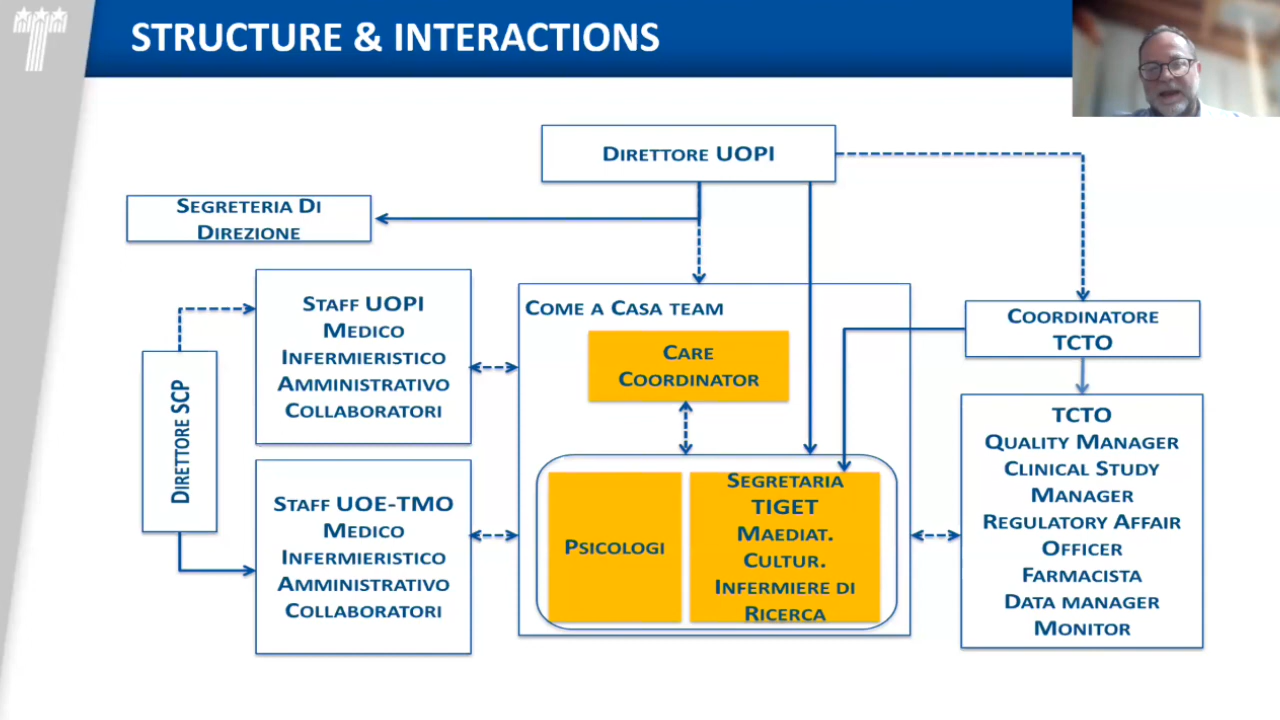 STRUCTURE & INTERACTIONS
DIRETTORE UOPI
SEGRETERIA DI
DIREZIONE
STAFF UOPI
MEDICO
INFERMIERISTICO
AMMINISTRATIVO
COLLABORATORI
DIRETTORE SCP
STAFF UOE-TMO
MEDICO
INFERMIERISTICO
AMMINISTRATIVO
COLLABORATORI
COME A CASA TEAM
CARE
COORDINATOR
PSICOLOGI
SEGRETARIA
TIGET
MAEDIAT.
CULTUR.
INFERMIERE DI
RICERCA
COORDINATORE
TCTO
TCTO
QUALITY MANAGER
CLINICAL STUDY
MANAGER
REGULATORY AFFAIR
OFFICER
FARMACISTA
DATA MANAGER
MONITOR